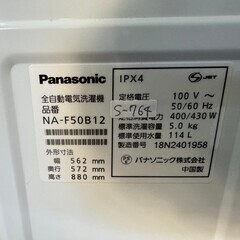 Panasonic
全自動電気洗濯機
品番
NA-F50B12
外形寸法
幅 562 mm
奥行 572 mm
高さ 880 mm
S-764
IPX4
JET
定格電圧 100 V～
50/60 Hz
400/430 W
標準洗濯容量 5.0 kg
標準使用水量 114 L
製造番号 18N2401958
パナソニック株式会社
中国製